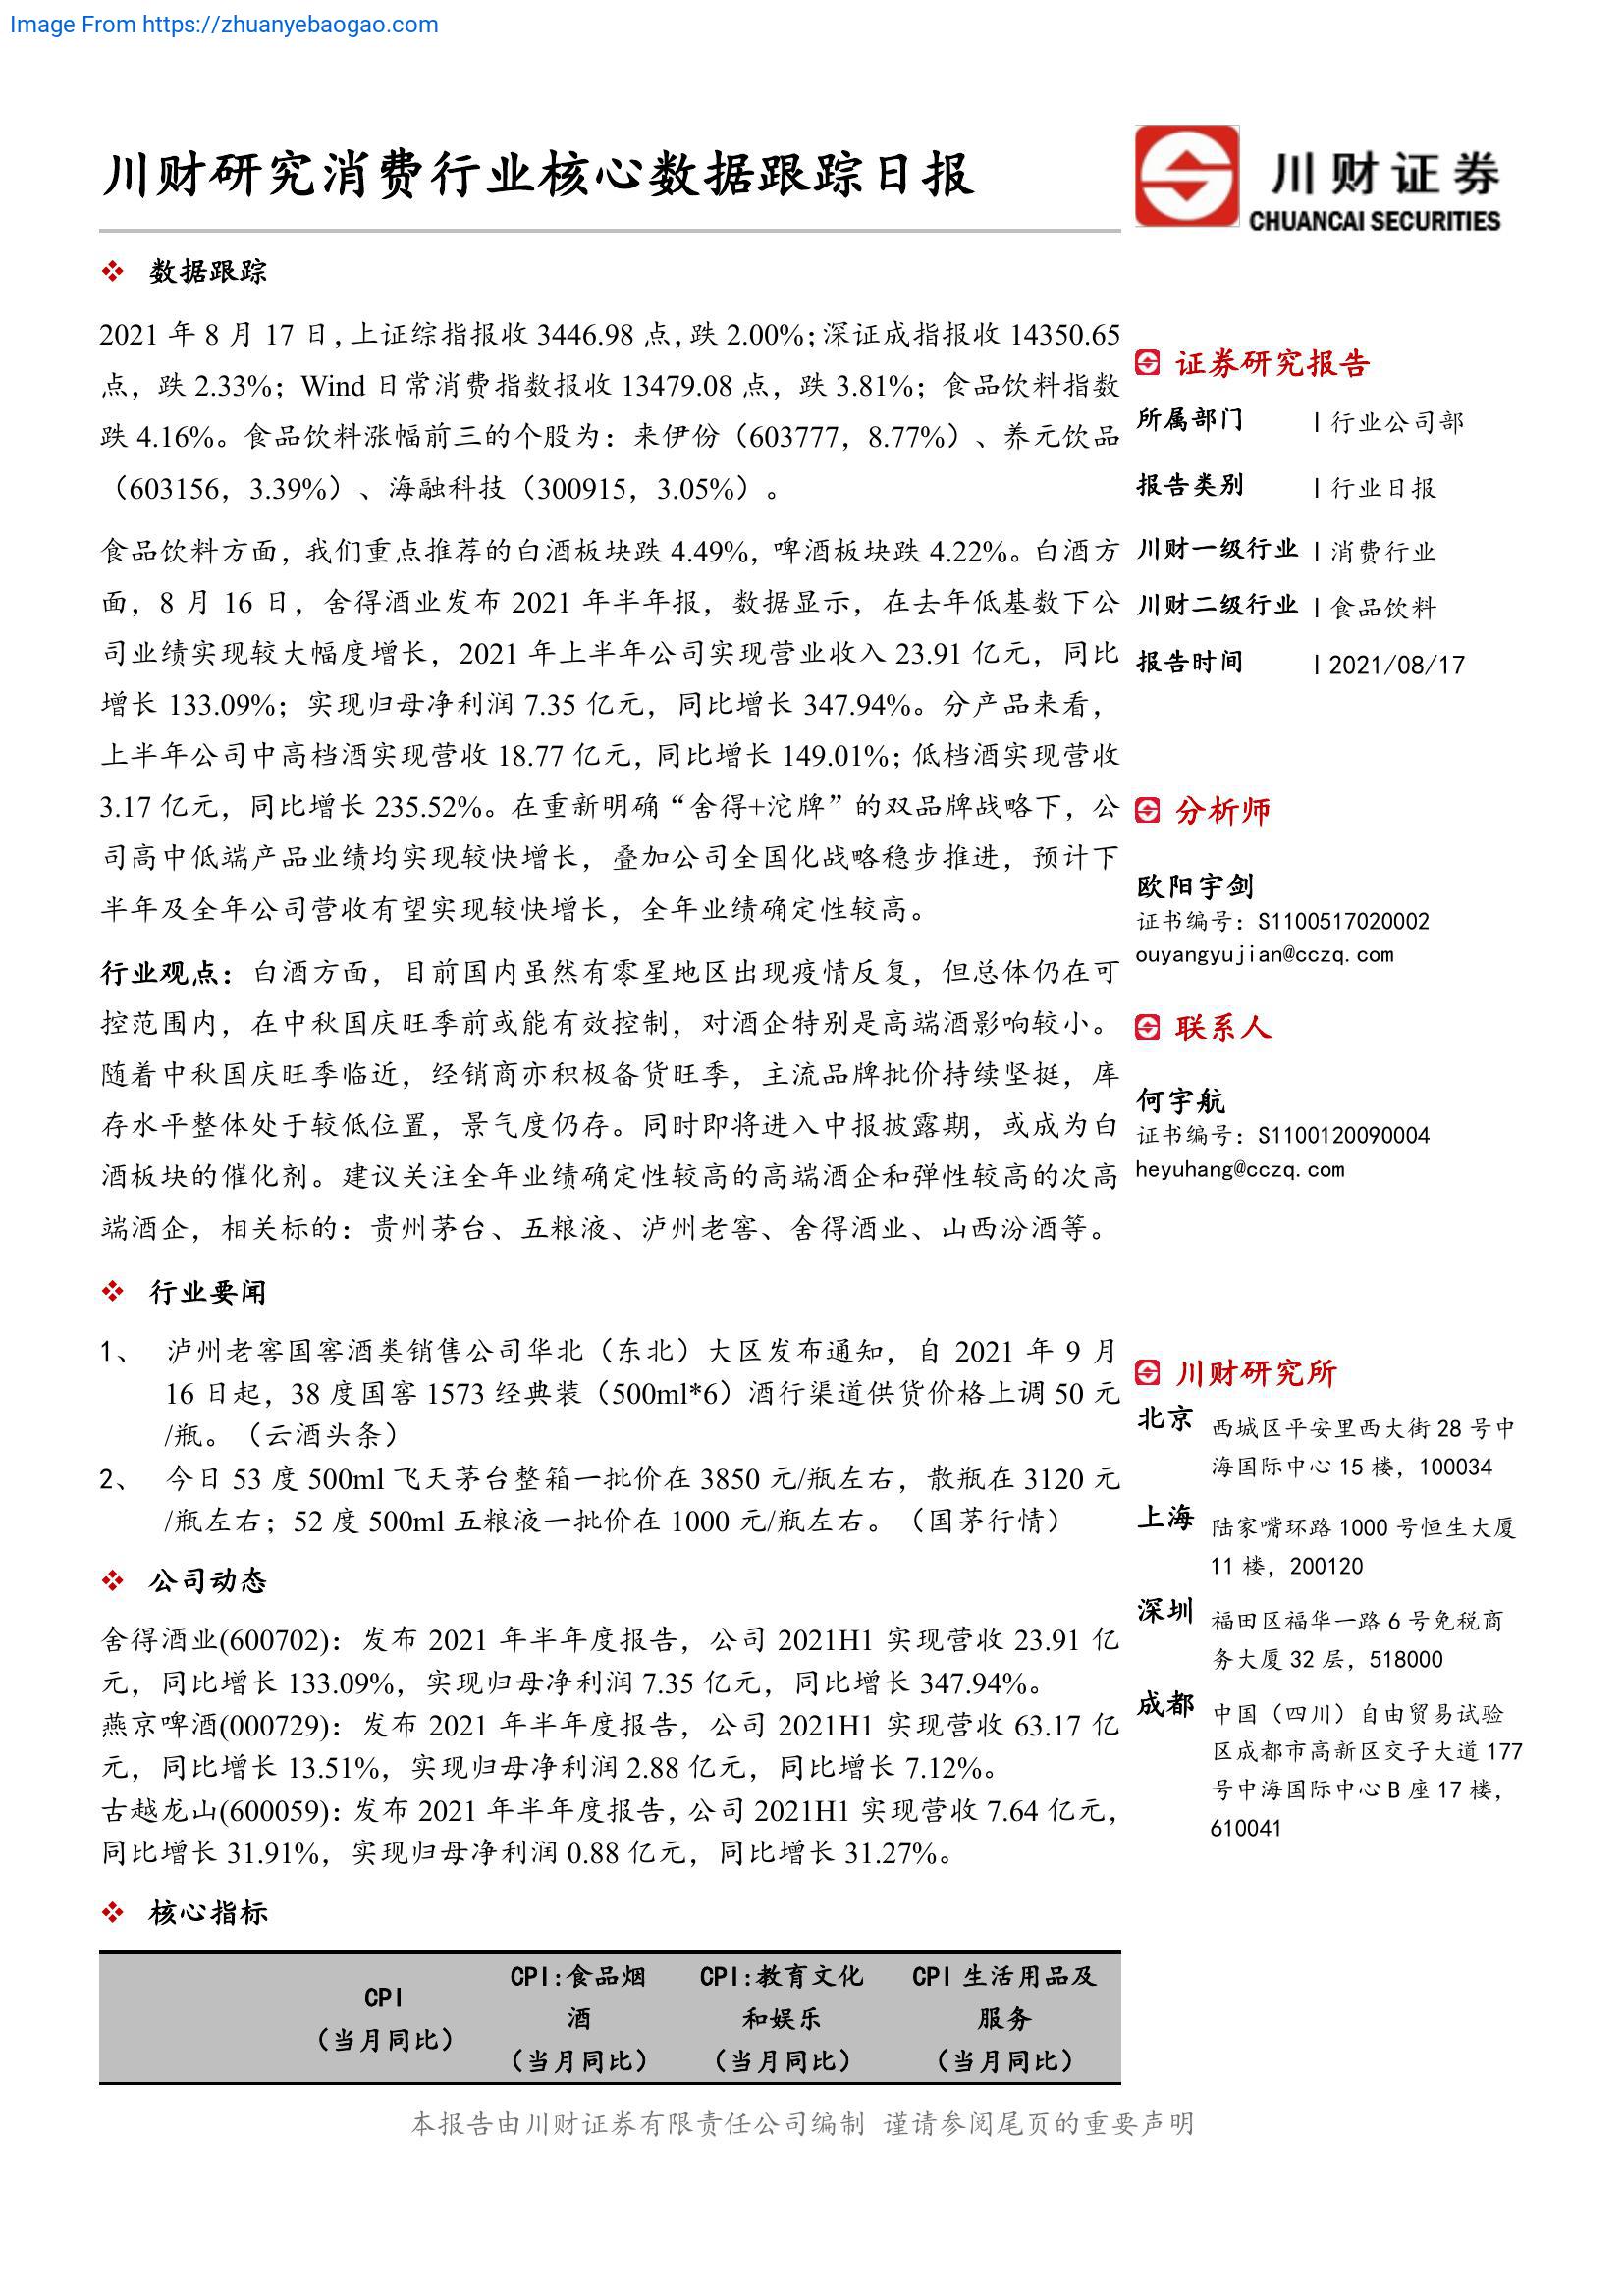 Image From https://zhuanyebaogao.com
川财研究消费行业核心数据跟踪日报
川财证券
CHUANCAI SECURITIES
数据跟踪
2021 年 8 月 17 日，上证综指报收 3446.98 点，跌 2.00%；深证成指报收 14350.65
点，跌 2.33%；Wind 日常消费指数报收 13479.08 点，跌 3.81%；食品饮料指数
跌 4.16%。食品饮料涨幅前三的个股为：来伊份（603777，8.77%）、养元饮品
（603156，3.39%）、海融科技（300915，3.05%）。
食品饮料方面，我们重点推荐的白酒板块跌 4.49%，啤酒板块跌 4.22%。白酒方
面，8 月 16 日，舍得酒业发布 2021 年半年报，数据显示，在去年低基数下公
司业绩实现较大幅度增长，2021 年上半年公司实现营业收入 23.91 亿元，同比
增长 133.09%；实现归母净利润 7.35 亿元，同比增长 347.94%。分产品来看，
上半年公司中高档酒实现营收 18.77 亿元，同比增长 149.01%；低档酒实现营收
3.17 亿元，同比增长 235.52%。在重新明确“舍得+沱牌”的双品牌战略下，公
司高中低端产品业绩均实现较快增长，叠加公司全国化战略稳步推进，预计下
半年及全年公司营收有望实现较快增长，全年业绩确定性较高。
行业观点：白酒方面，目前国内虽然有零星地区出现疫情反复，但总体仍在可
控范围内，在中秋国庆旺季前或能有效控制，对酒企特别是高端酒影响较小。
随着中秋国庆旺季临近，经销商亦积极备货旺季，主流品牌批价持续坚挺，库
存水平整体处于较低位置，景气度仍存。同时即将进入中报披露期，或成为白
酒板块的催化剂。建议关注全年业绩确定性较高的高端酒企和弹性较高的次高
端酒企，相关标的：贵州茅台、五粮液、泸州老窖、舍得酒业、山西汾酒等。
行业要闻
1、 泸州老窖国窖酒类销售公司华北（东北）大区发布通知，自 2021 年 9 月
16 日起，38 度国窖 1573 经典装（500ml*6）酒行渠道供货价格上调 50 元
/瓶。（云酒头条）
2、 今日 53 度 500ml 飞天茅台整箱一批价在 3850 元/瓶左右，散瓶在 3120 元
/瓶左右；52 度 500ml 五粮液一批价在 1000 元/瓶左右。（国茅行情）
公司动态
舍得酒业(600702)：发布 2021 年半年度报告，公司 2021H1 实现营收 23.91 亿
元，同比增长 133.09%，实现归母净利润 7.35 亿元，同比增长 347.94%。
燕京啤酒(000729)：发布 2021 年半年度报告，公司 2021H1 实现营收 63.17 亿
元，同比增长 13.51%，实现归母净利润 2.88 亿元，同比增长 7.12%。
古越龙山(600059)：发布 2021 年半年度报告，公司 2021H1 实现营收 7.64 亿元，
同比增长 31.91%，实现归母净利润 0.88 亿元，同比增长 31.27%。
核心指标
CPI
（当月同比）
CPI:食品烟
酒
（当月同比）
CPI:教育文化
和娱乐
（当月同比）
CPI 生活用品及
服务
（当月同比）
证券研究报告
所属部门 | 行业公司部
报告类别 | 行业日报
川财一级行业 | 消费行业
川财二级行业 | 食品饮料
报告时间 | 2021/08/17
分析师
欧阳宇剑
证书编号：S1100517020002
ouyangyujian@cczq.com
联系人
何宇航
证书编号：S1100120090004
heyuhang@cczq.com
川财研究所
北京 西城区平安里西大街 28 号中
海国际中心 15 楼，100034
上海 陆家嘴环路 1000 号恒生大厦
11 楼，200120
深圳 福田区福华一路 6 号免税商
务大厦 32 层，518000
成都 中国（四川）自由贸易试验
区成都市高新区交子大道 177
号中海国际中心 B 座 17 楼，
610041
本报告由川财证券有限责任公司编制 谨请参阅尾页的重要声明